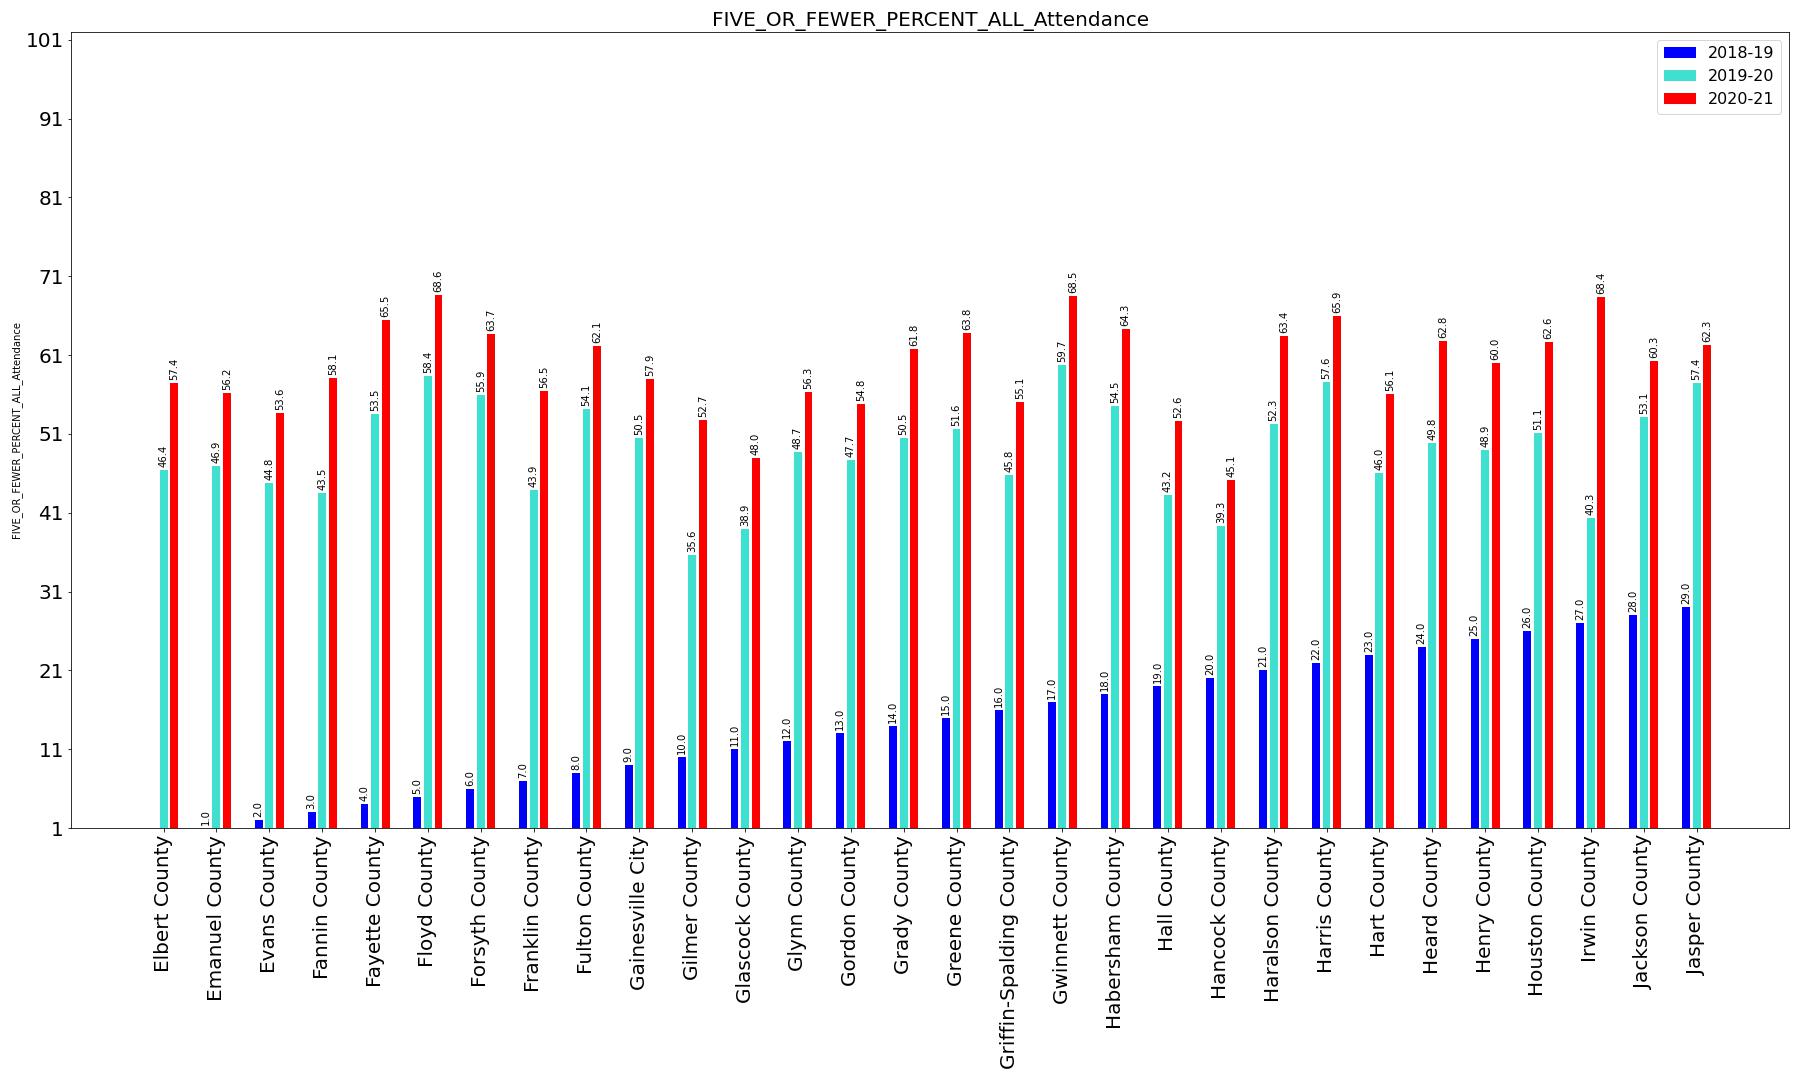 FIVE_OR_FEWER_PERCENT_ALL_Attendance
2018-19
2019-20
2020-21
FIVE_OR_FEWER_PERCENT_ALL_Attendance
101
91
81
71
61
51
41
31
21
11
1
46.4 57.4
1.0 46.9 56.2
2.0 44.8 53.6
3.0 43.5 58.1
4.0 53.5 65.5
5.0 58.4 68.6
6.0 55.9 63.7
7.0 43.9 56.5
8.0 54.1 62.1
9.0 50.5 57.9
10.0 35.6 52.7
11.0 38.9 48.0
12.0 48.7 56.3
13.0 47.7 54.8
14.0 50.5 61.8
15.0 51.6 63.8
16.0 45.8 55.1
17.0 59.7 68.5
18.0 54.5 64.3
19.0 43.2 52.6
20.0 39.3 45.1
21.0 52.3 63.4
22.0 57.6 65.9
23.0 46.0 56.1
24.0 49.8 62.8
25.0 48.9 60.0
26.0 51.1 62.6
27.0 40.3 68.4
28.0 53.1 60.3
29.0 57.4 62.3
Elbert County
Emanuel County
Evans County
Fannin County
Fayette County
Floyd County
Forsyth County
Franklin County
Fulton County
Gainesville City
Gilmer County
Glascock County
Glynn County
Gordon County
Grady County
Greene County
Griffin-Spalding County
Gwinnett County
Habersham County
Hall County
Hancock County
Haralson County
Harris County
Hart County
Heard County
Henry County
Houston County
Irwin County
Jackson County
Jasper County